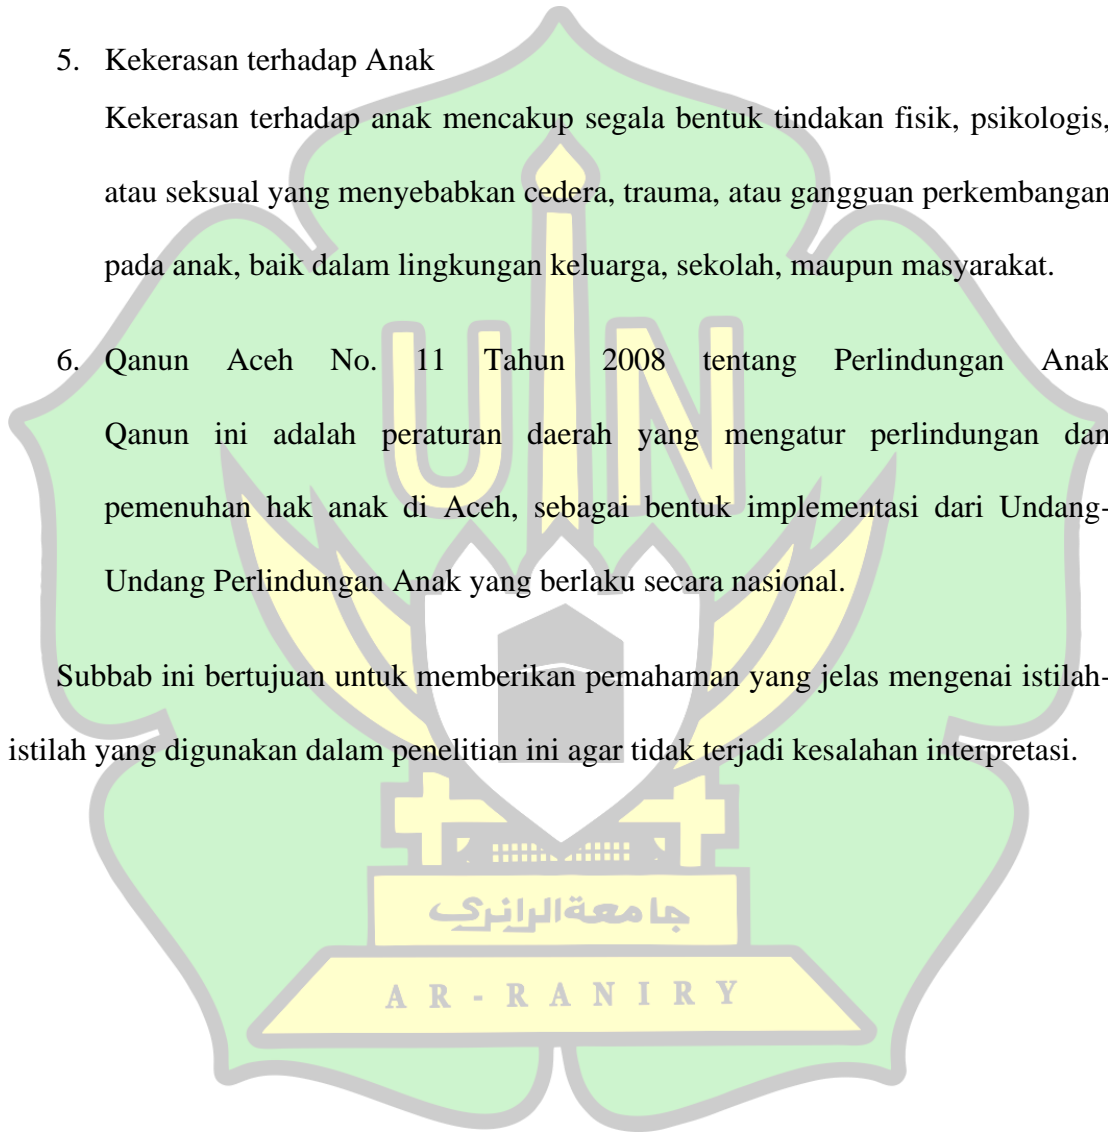 5. Kekerasan terhadap Anak
Kekerasan terhadap anak mencakup segala bentuk tindakan fisik, psikologis,
atau seksual yang menyebabkan cedera, trauma, atau gangguan perkembangan
pada anak, baik dalam lingkungan keluarga, sekolah, maupun masyarakat.
UIN
6. Qanun Aceh No. 11 Tahun 2008 tentang Perlindungan Anak
Qanun ini adalah peraturan daerah yang mengatur perlindungan dan
pemenuhan hak anak di Aceh, sebagai bentuk implementasi dari Undang-
Undang Perlindungan Anak yang berlaku secara nasional.
Subbab ini bertujuan untuk memberikan pemahaman yang jelas mengenai istilah-
istilah yang digunakan dalam penelitian ini agar tidak terjadi kesalahan interpretasi.
جامعة الرانري
AR-RANIRY